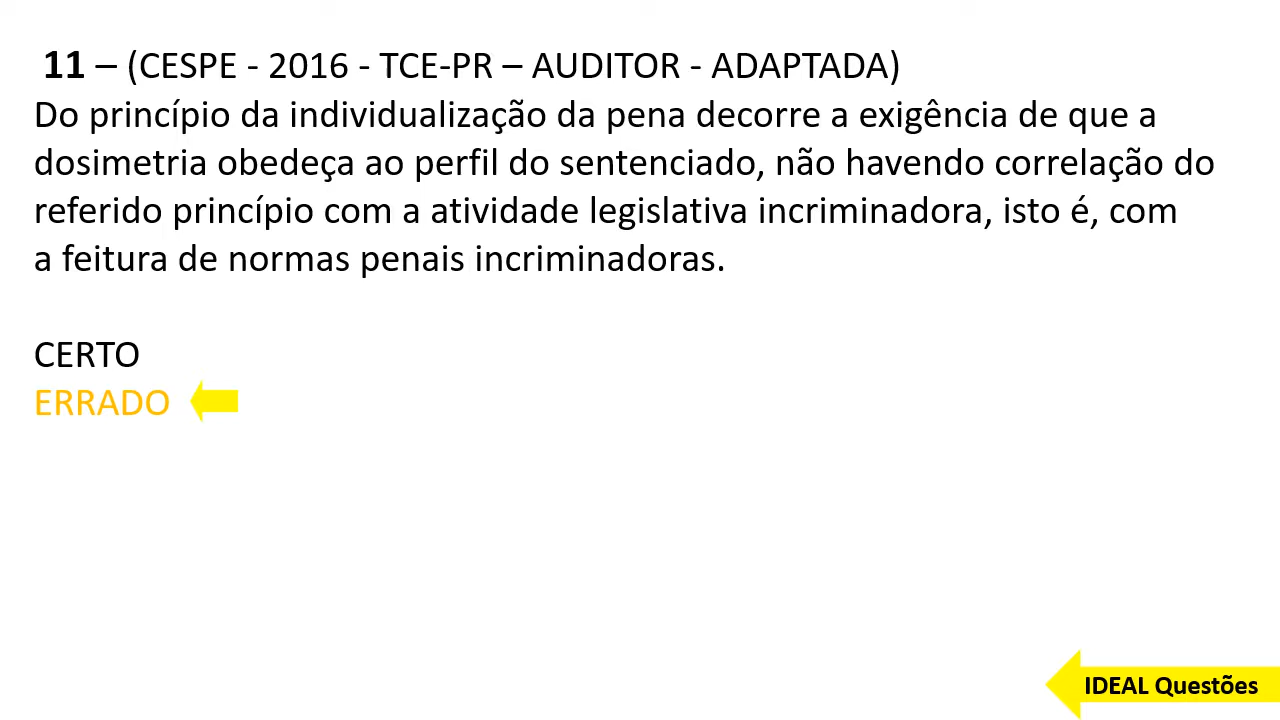 11 – (CESPE - 2016 - TCE-PR – AUDITOR - ADAPTADA)
Do princípio da individualização da pena decorre a exigência de que a
dosimetria obedeça ao perfil do sentenciado, não havendo correlação do
referido princípio com a atividade legislativa incriminadora, isto é, com
a feitura de normas penais incriminadoras.
CERTO
ERRADO
IDEAL Questões